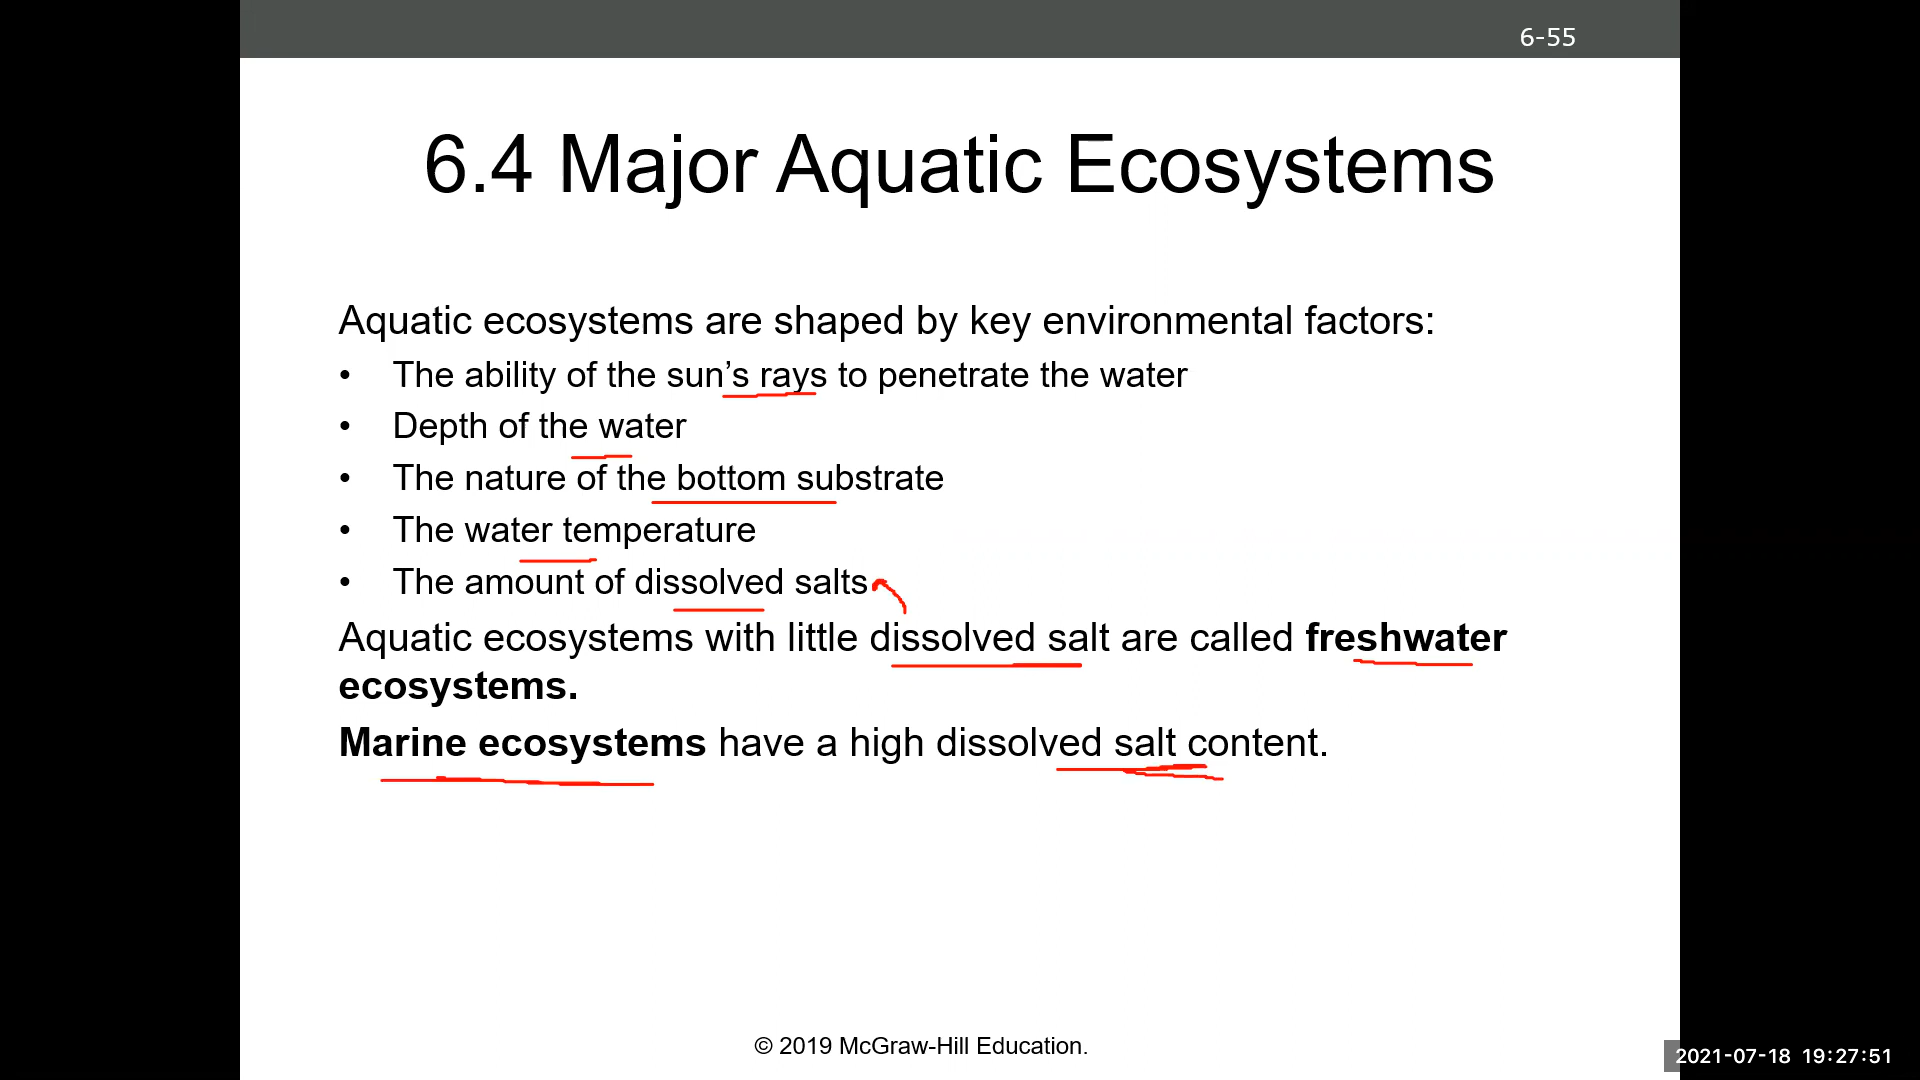 6-55
6.4 Major Aquatic Ecosystems
Aquatic ecosystems are shaped by key environmental factors:
• The ability of the sun’s rays to penetrate the water
• Depth of the water
• The nature of the bottom substrate
• The water temperature
• The amount of dissolved salts
Aquatic ecosystems with little dissolved salt are called freshwater
ecosystems.
Marine ecosystems have a high dissolved salt content.
© 2019 McGraw-Hill Education.
2021-07-18 19:27:51